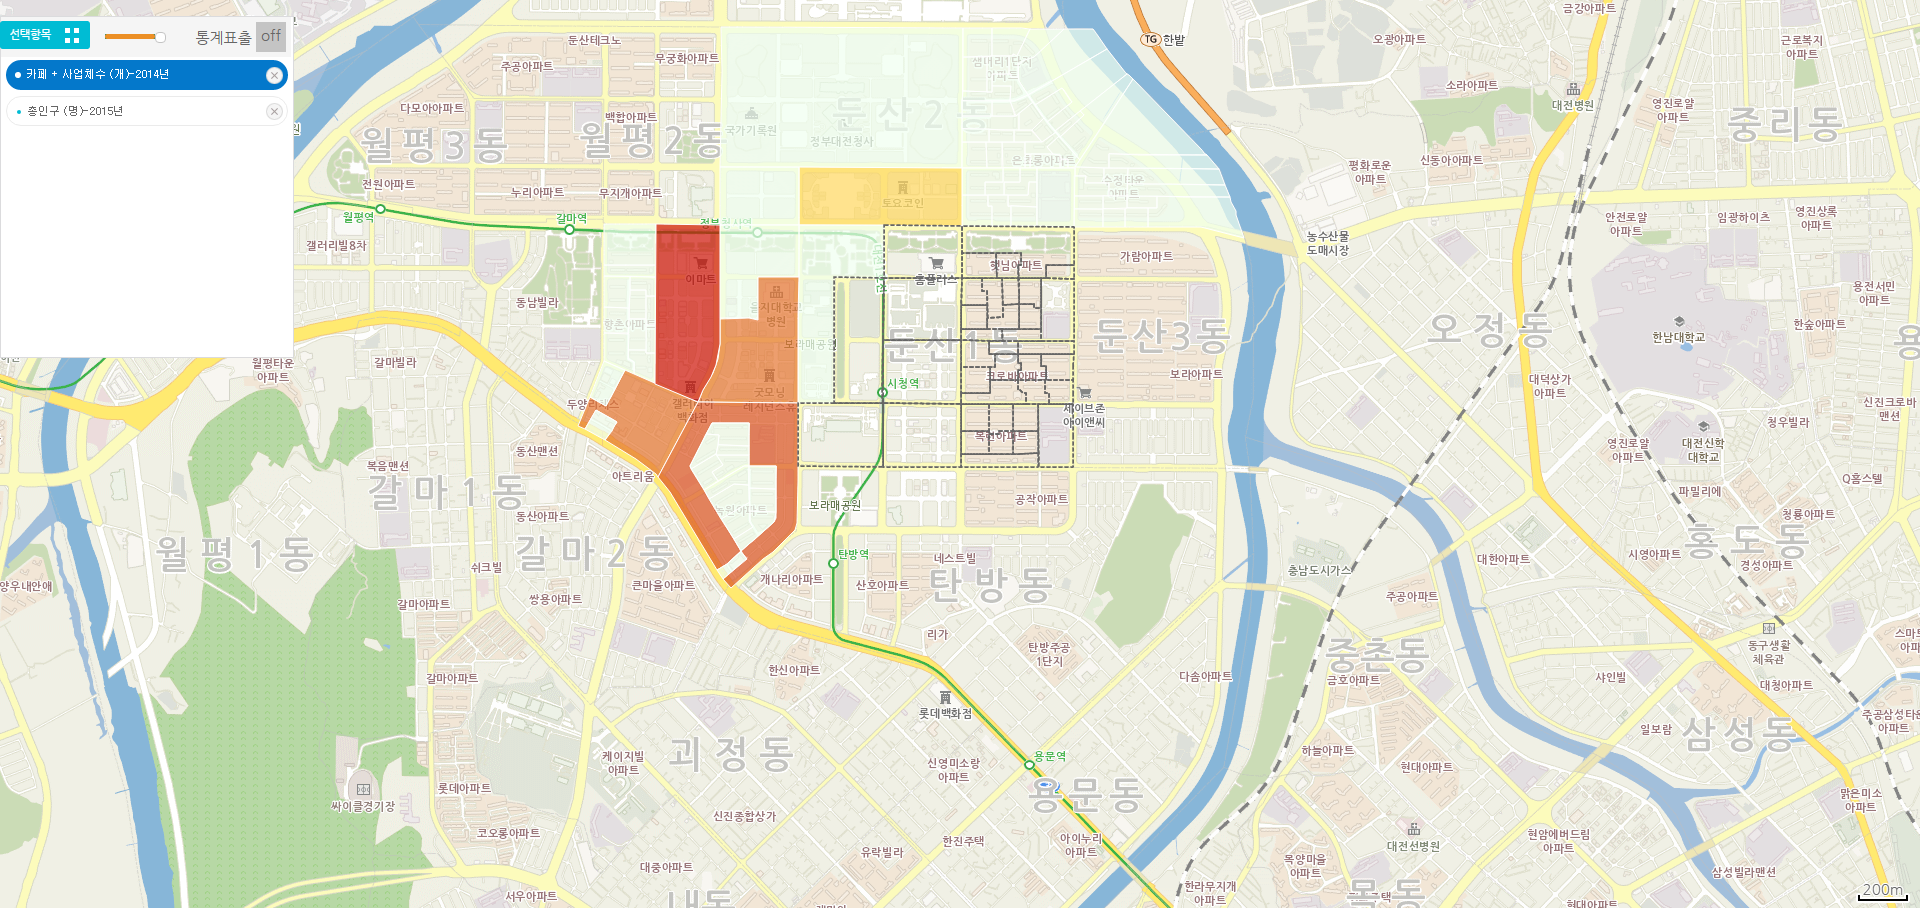 선택항목
통계표출 off
카페 + 사업체수 (개)-2014년
총인구 (명)-2015년
금강아파트
TG 한밭
오광아파트
근로복지
아파트
둔산테크노
무궁화아파트
주공아파트
샘머리1단지
아파트
소라아파트
대전병원
영진로얄
아파트
다모아아파트
백합아파트
국가기록원
정부대전청사
둔산2동
월평3동
월평2동
중리동
전원아파트
누리아파트
무지개아파트
평화로운
아파트
신동아아파트
수정타운
아파트
토요코인
월평역
갈마역
갤러리빌8차
안전로얄
아파트
임광하이츠
영진상록
아파트
농수산물
도매시장
가람아파트
햇님아파트
홈플러스
이마트
을지대학교
병원
동남빌라
향촌아파트
보라매공원
둔산1동
둔산3동
오정동
한남대학교
용전서민
아파트
한숲아파트
월평타운
아파트
갈마빌라
크로바아파트
보라아파트
시청역
대덕상가
아파트
굿모닝
갤러리아
백화점
세이브존
아이앤씨
청우빌라
신진크로바
맨션
목련아파트
대전신학
대학교
영진로얄
아파트
동산맨션
복음맨션
아트리움
갈마1동
공작아파트
파밀리에
Q홈스텔
보라매공원
동산아파트
녹원아파트
청룡아파트
월평1동
갈마2동
탄방역
네스트빌
탄방동
홍도동
시영아파트
경성아파트
대한아파트
충남도시가스
양우내안애
쉬크빌
큰마을아파트
개나리아파트
산호아파트
쌍용아파트
갈마아파트
주공아파트
리가
탄방주공
1단지
중촌동
금호아파트
동구생활
체육관
한신아파트
갈마아파트
다솜아파트
샤인빌
대청아파트
롯데백화점
주공삼성타운
아파트
일보람
삼성동
괴정동
케이지빌
아파트
신영미소랑
아파트
용문역
용문동
하늘아파트
현대아파트
롯데아파트
싸이클경기장
맑은미소
아파트
신진종합상가
코오롱아파트
한진주택
아이누리
아파트
대전선병원
현암에버드림
아파트
유락빌라
대중아파트
목양마을
아파트
삼성빌라맨션
서우아파트
한라무지개
아파트
목동
현대아파트
200m